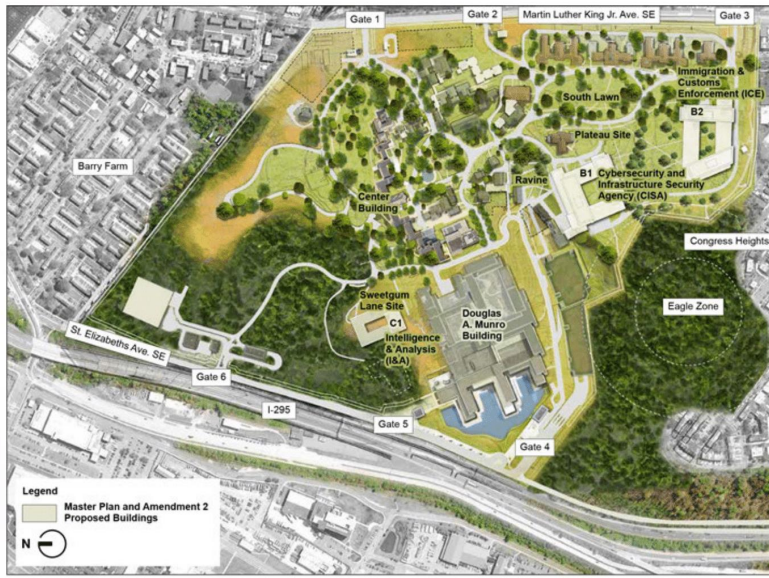 Gate 1
Gate 2
Martin Luther King Jr. Ave. SE
Gate 3
Immigration &
Customs
Enforcement (ICE)
South Lawn
B2
Plateau Site
Barry Farm
B1
Cybersecurity and
Infrastructure Security
Agency (CISA)
Ravine
Center
Building
Congress Heights
Sweetgum
Lane Site
Eagle Zone
Douglas
A. Munro
Building
C1
Intelligence
& Analysis
(I&A)
St. Elizabeths Ave. SE
Gate 6
I-295
Gate 5
Gate 4
Legend
Master Plan and Amendment 2
Proposed Buildings
N